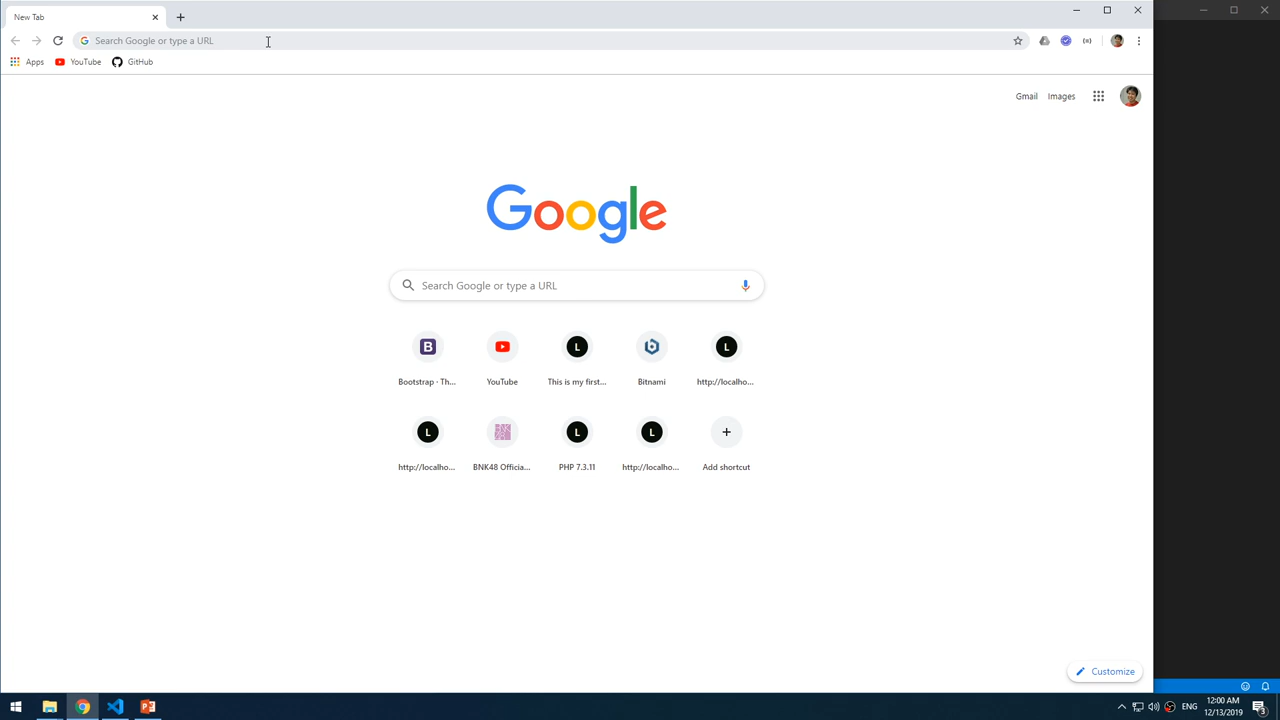 New Tab
Search Google or type a URL
Apps YouTube GitHub
Gmail Images
Google
Search Google or type a URL
B L L
Bootstrap · Th... YouTube This is my first... Bitnami http://localho...
L L L
http://localho... BNK48 Officia... PHP 7.3.11 http://localho... Add shortcut
Customize
ENG 12:00 AM
12/13/2019
3